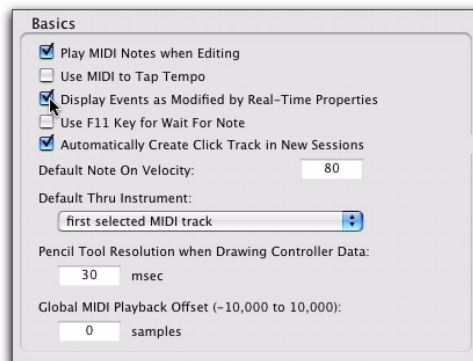 Basics
Play MIDI Notes when Editing
Use MIDI to Tap Tempo
Display Events as Modified by Real-Time Properties
Use F11 Key for Wait For Note
Automatically Create Click Track in New Sessions
Default Note On Velocity: 80
Default Thru Instrument:
first selected MIDI track
Pencil Tool Resolution when Drawing Controller Data:
30 msec
Global MIDI Playback Offset (-10,000 to 10,000):
0 samples